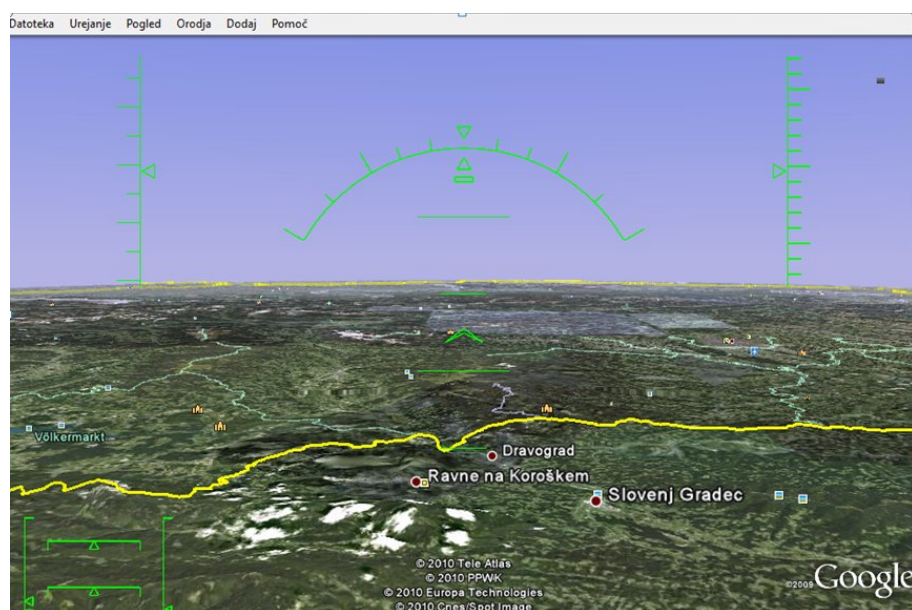 Datoteka Urejanje Pogled Orodja Dodaj Pomoč
Völkermarkt
Dravograd
Ravne na Koroškem
Slovenj Gradec
© 2010 Tele Atlas
© 2010 PPWK
© 2010 Europa Technologies
© 2010 Cnes/Spot Image
©2009 Google